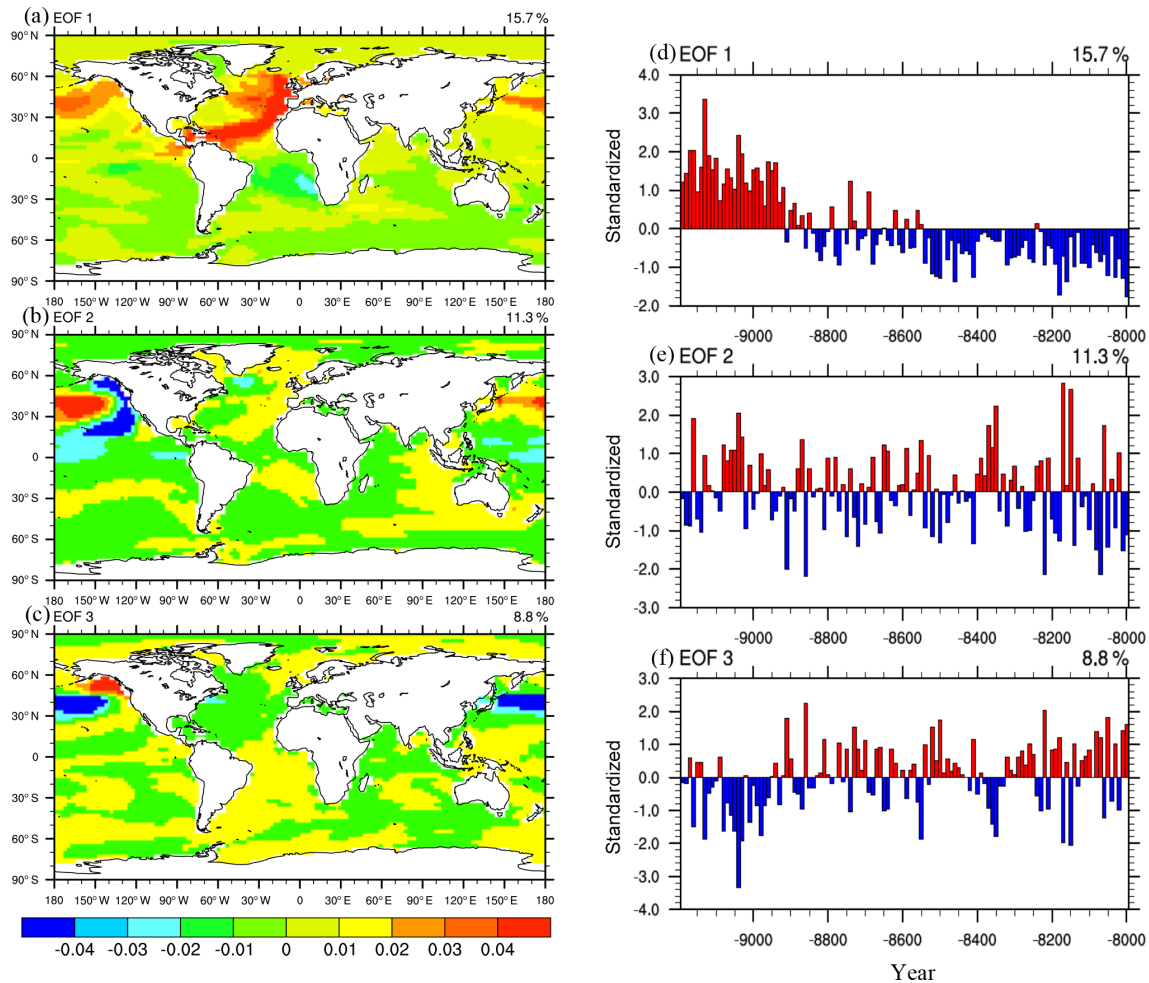 (a) EOF 1 15.7 %
90° N
60° N
30° N
0
30° S
60° S
90° S
180 150° W 120° W 90° W 60° W 30° W 0 30° E 60° E 90° E 120° E 150° E 180
(b) EOF 2 11.3 %
90° N
60° N
30° N
0
30° S
60° S
90° S
180 150° W 120° W 90° W 60° W 30° W 0 30° E 60° E 90° E 120° E 150° E 180
(c) EOF 3 8.8 %
90° N
60° N
30° N
0
30° S
60° S
90° S
180 150° W 120° W 90° W 60° W 30° W 0 30° E 60° E 90° E 120° E 150° E 180
-0.04 -0.03 -0.02 -0.01 0 0.01 0.02 0.03 0.04
(d) EOF 1 15.7 %
4.0
3.0
2.0
1.0
0.0
-1.0
-2.0
Standardized
-9000 -8800 -8600 -8400 -8200 -8000
(e) EOF 2 11.3 %
3.0
2.0
1.0
0.0
-1.0
-2.0
-3.0
Standardized
-9000 -8800 -8600 -8400 -8200 -8000
(f) EOF 3 8.8 %
3.0
2.0
1.0
0.0
-1.0
-2.0
-3.0
-4.0
Standardized
-9000 -8800 -8600 -8400 -8200 -8000
Year